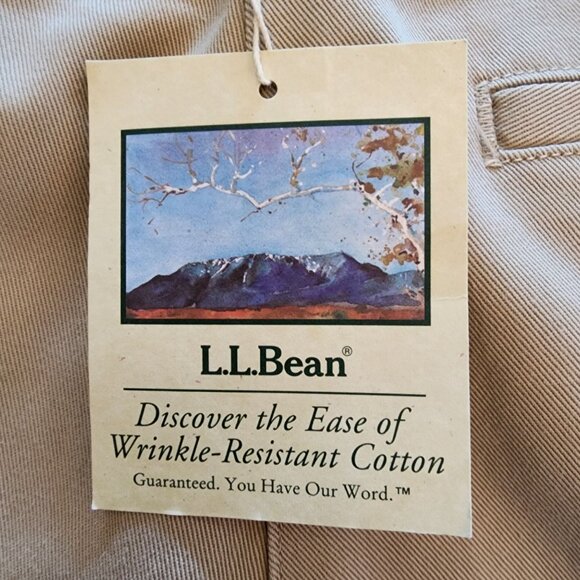 L.L.Bean®
Discover the Ease of
Wrinkle-Resistant Cotton
Guaranteed. You Have Our Word.™